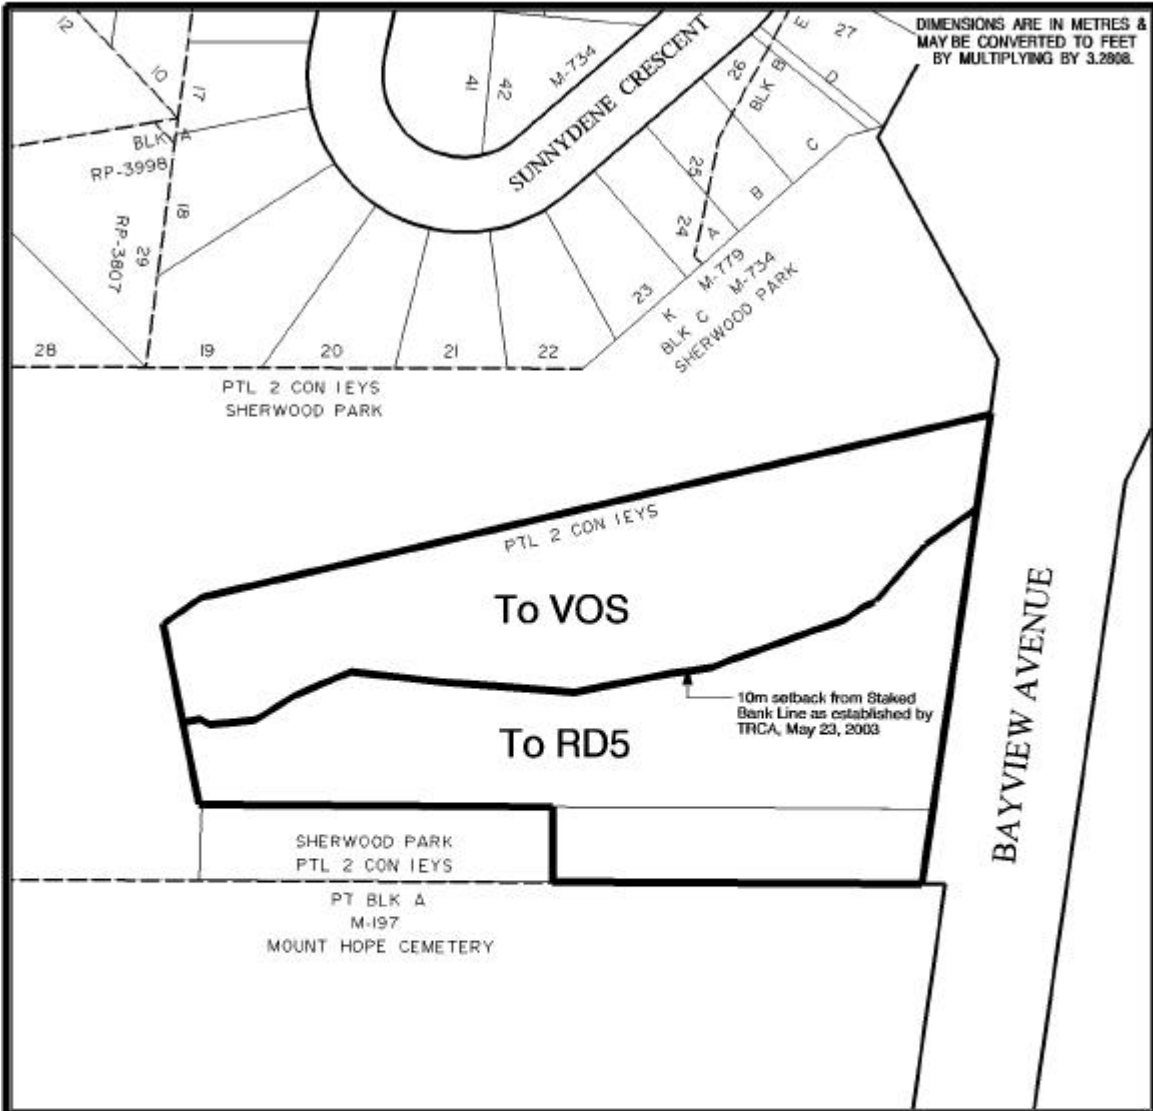 DIMENSIONS ARE IN METRES &
MAY BE CONVERTED TO FEET
BY MULTIPLYING BY 3.2808.
12
10
17
BLK A
RP-3998
18
RP-3807
29
28
19
20
21
22
23
24
25
26
27
41
42
M-734
SUNNYDENE CRESCENT
BLK B
E
D
C
B
A
K
M-779
BLK C M-734
SHERWOOD PARK
PTL 2 CON 1EYS
SHERWOOD PARK
PTL 2 CON 1EYS
To VOS
10m setback from Staked
Bank Line as established by
TRCA, May 23, 2003
To RD5
BAYVIEW AVENUE
SHERWOOD PARK
PTL 2 CON 1EYS
PT BLK A
M-197
MOUNT HOPE CEMETERY